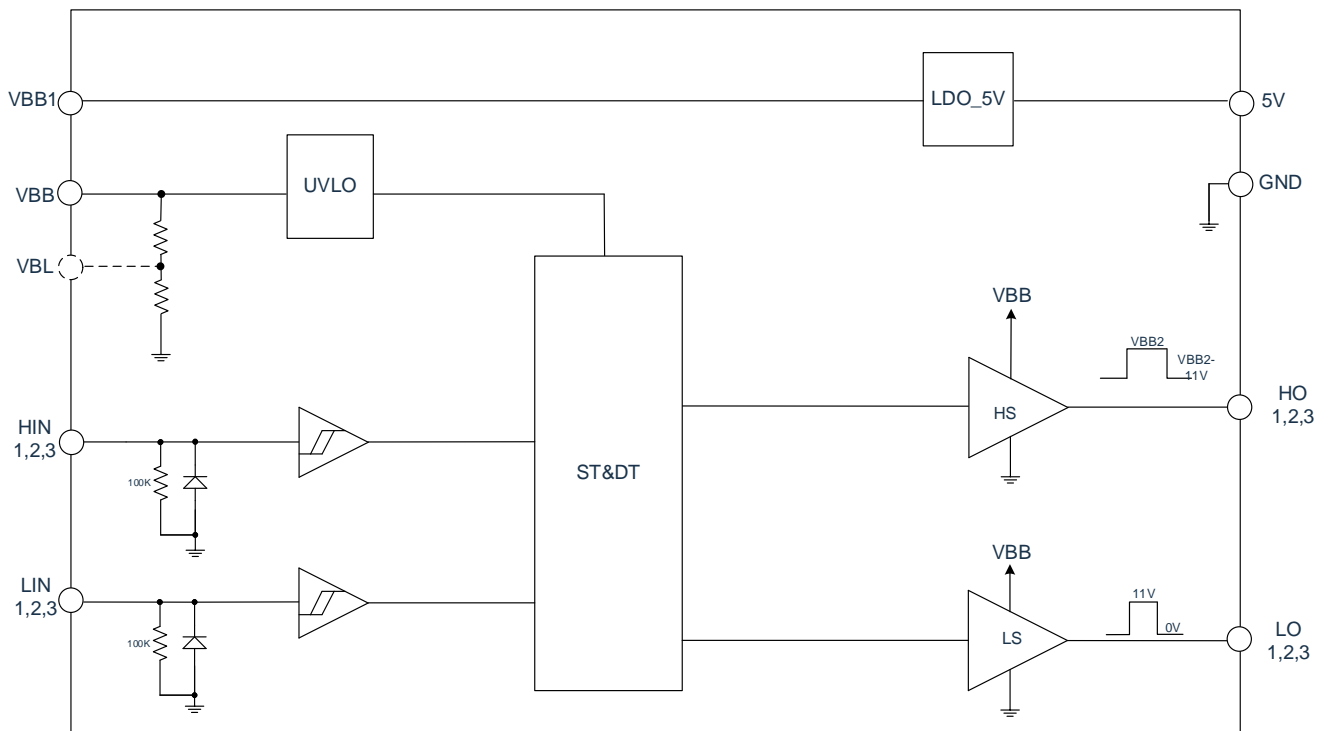 VBB1
LDO_5V
5V
VBB
UVLO
GND
VBL
VBB
VBB2
VBB2-
11V
HIN
1,2,3
100K
HS
HO
1,2,3
ST&DT
VBB
LIN
1,2,3
100K
LS
11V
0V
LO
1,2,3